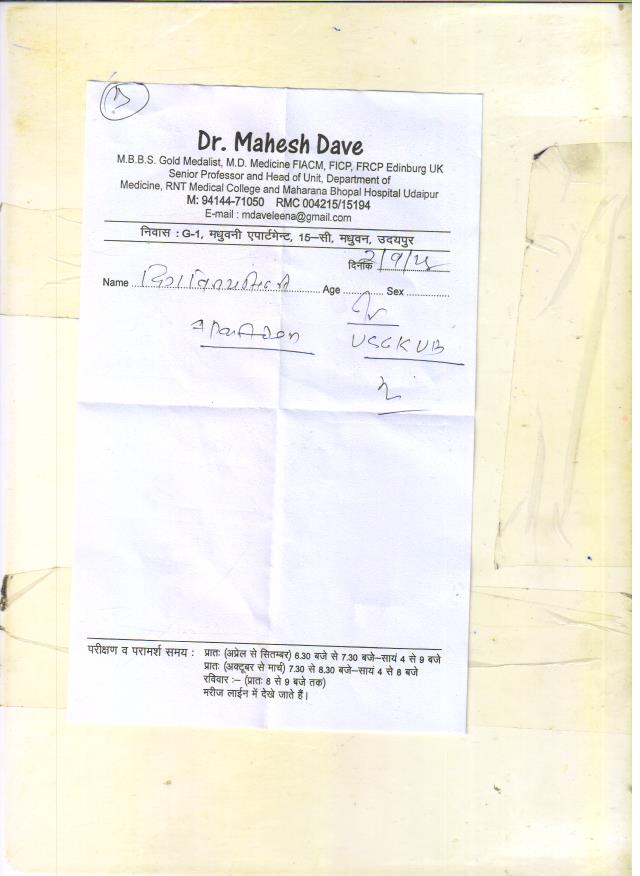 Dr. Mahesh Dave
M.B.B.S. Gold Medalist, M.D. Medicine FIACM, FICP, FRCP Edinburg UK
Senior Professor and Head of Unit, Department of
Medicine, RNT Medical College and Maharana Bhopal Hospital Udaipur
M: 94144-71050 RMC 004215/15194
E-mail : mdaveleena@gmail.com
निवास : G-1, मधुवनी एपार्टमेन्ट, 15-सी, मधुवन, उदयपुर
दिनांक
Name Age Sex
USG KUB
परीक्षण व परामर्श समय : प्रातः (अप्रेल से सितम्बर) 6.30 बजे से 7.30 बजे-सायं 4 से 9 बजे
प्रातः (अक्टूबर से मार्च) 7.30 से 8.30 बजे-सायं 4 से 8 बजे
रविवार :- (प्रातः 8 से 9 बजे तक)
मरीज लाईन में देखे जाते हैं।